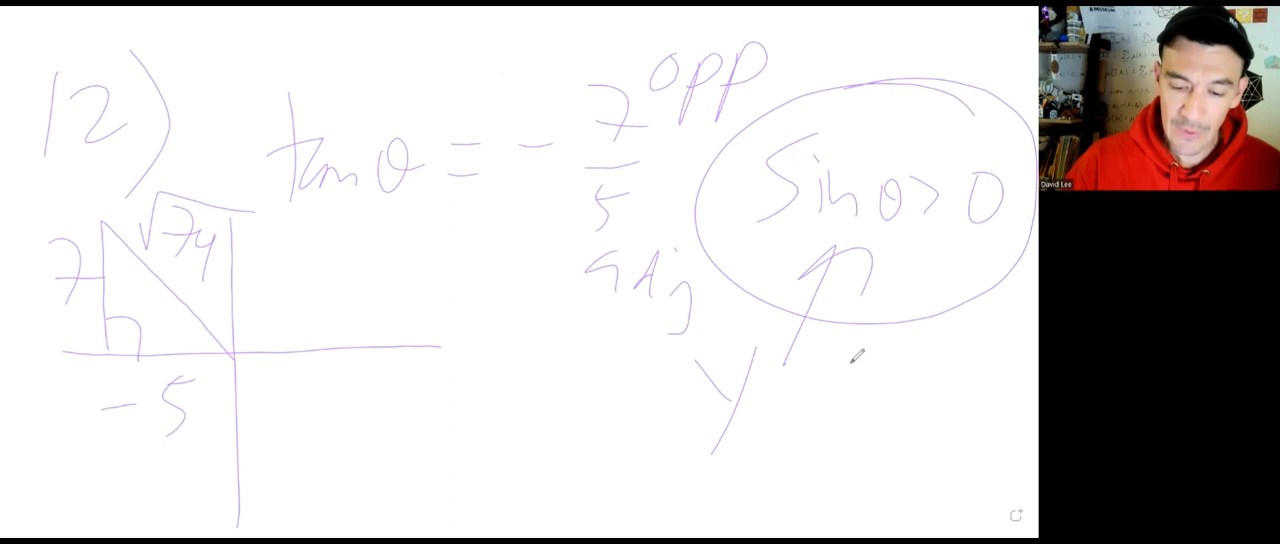 12)
tan θ = - 7/5
opp
adj
sin θ > 0
y
√74
7
-5
David Lee